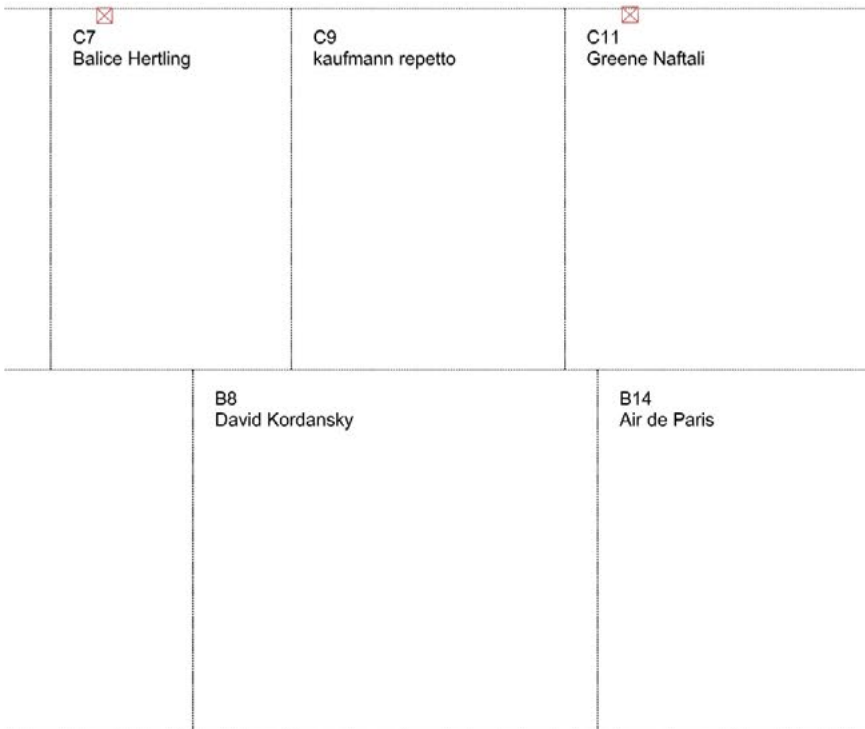 C7
Balice Hertling
C9
kaufmann repetto
C11
Greene Naftali
B8
David Kordansky
B14
Air de Paris